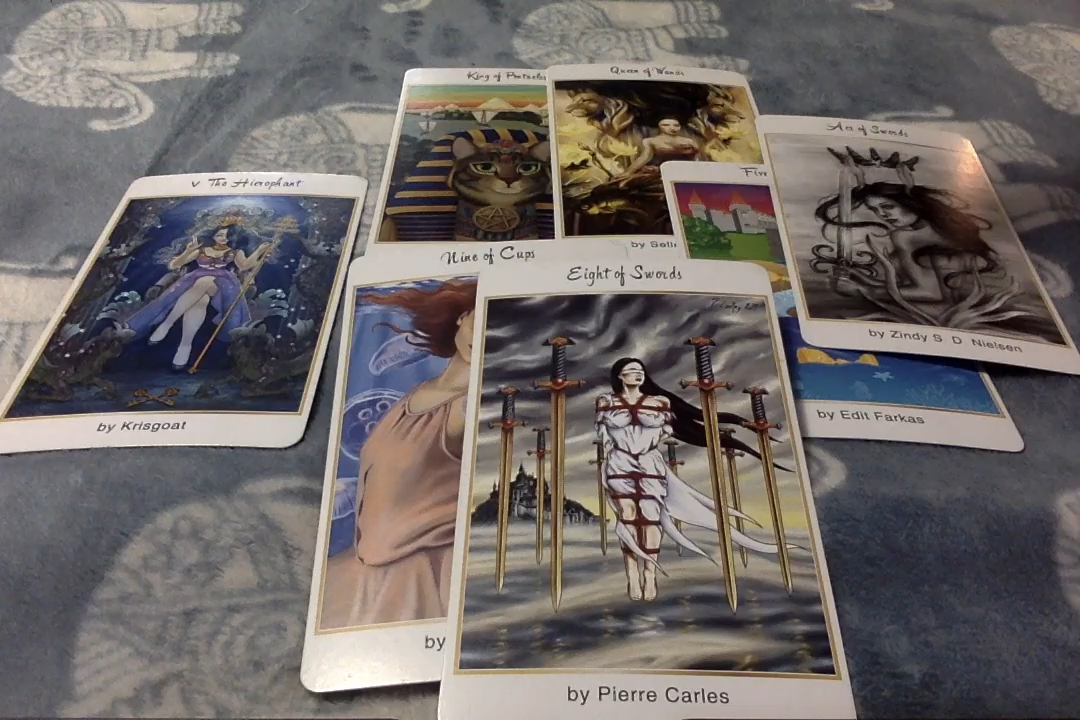 King of Pentacles
Queen of Wands
Ace of Swords
Five
V The Hierophant
by Selin
Nine of Cups
Eight of Swords
by Zindy S. D. Nielsen
by Edit Farkas
by Krisgoat
by
by Pierre Carles